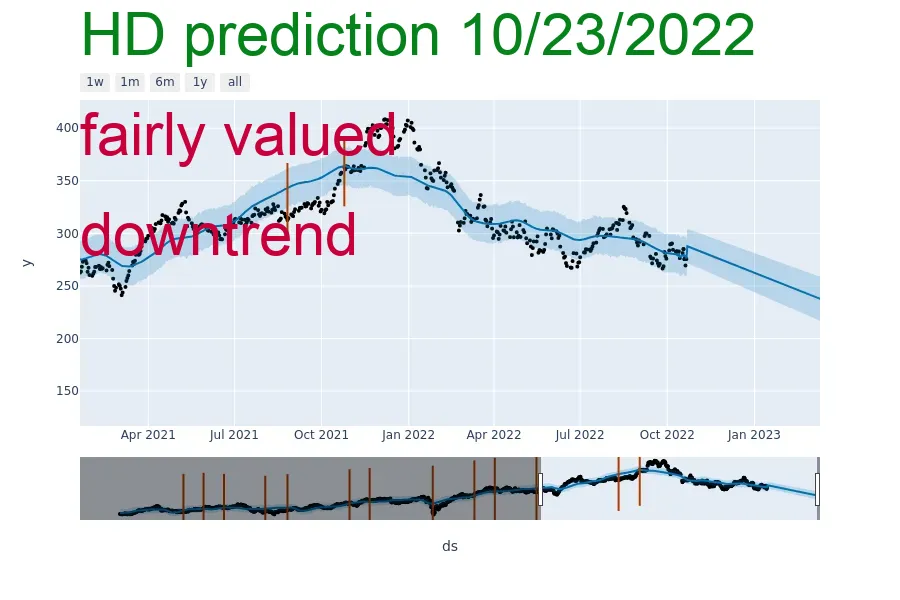 HD prediction 10/23/2022
1w 1m 6m 1y all
fairly valued
downtrend
400
350
300
250
200
150
y
Apr 2021 Jul 2021 Oct 2021 Jan 2022 Apr 2022 Jul 2022 Oct 2022 Jan 2023
ds